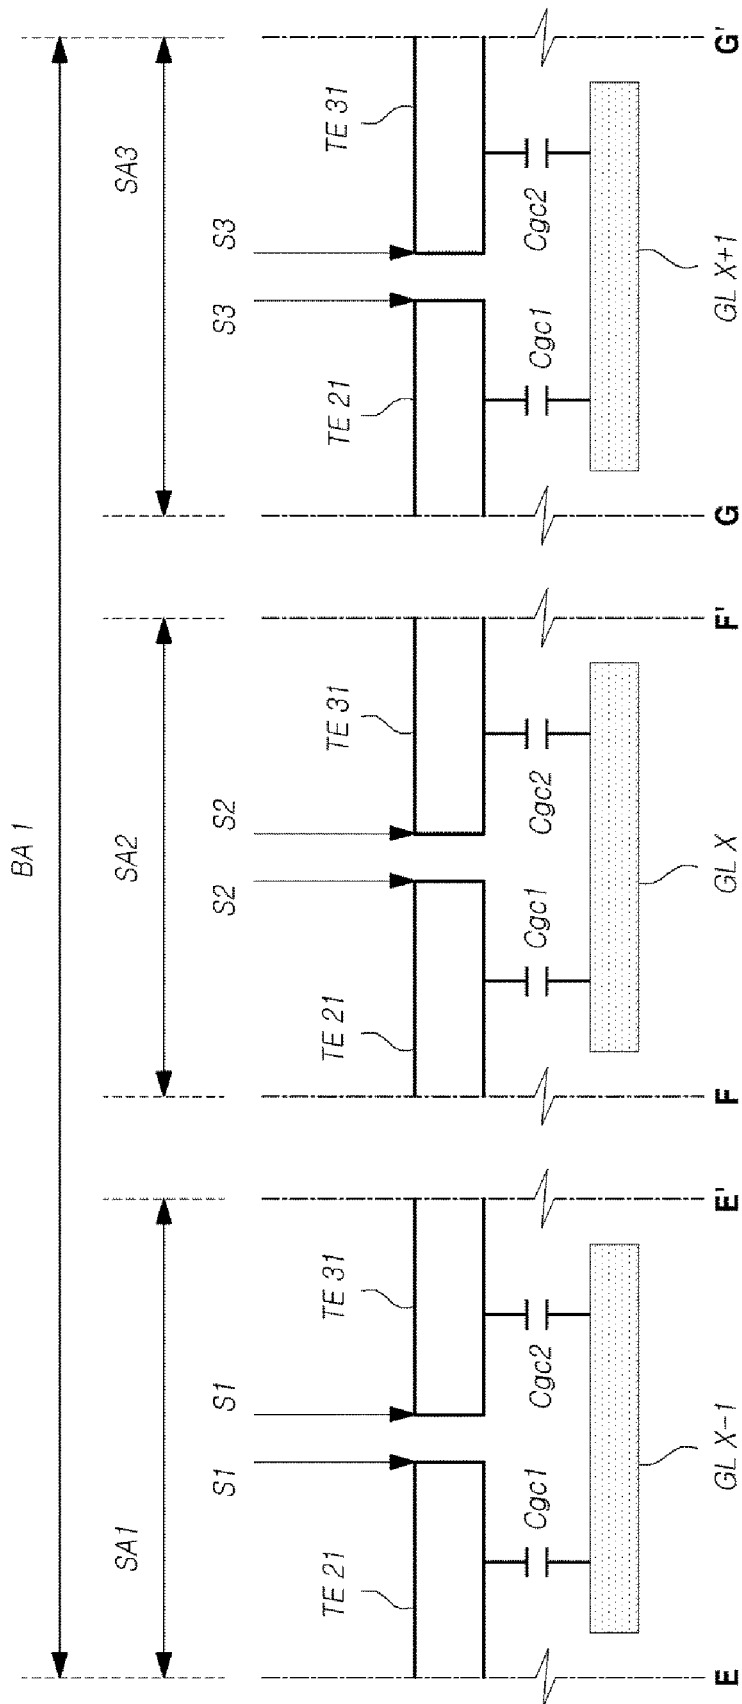 BA 1
SA1
SA2
SA3
S1
S1
S2
S2
S3
S3
TE 21
TE 31
TE 21
TE 31
TE 21
TE 31
Cgc1
Cgc2
Cgc1
Cgc2
Cgc1
Cgc2
GL X-1
GL X
GL X+1
E
E'
F
F'
G
G'